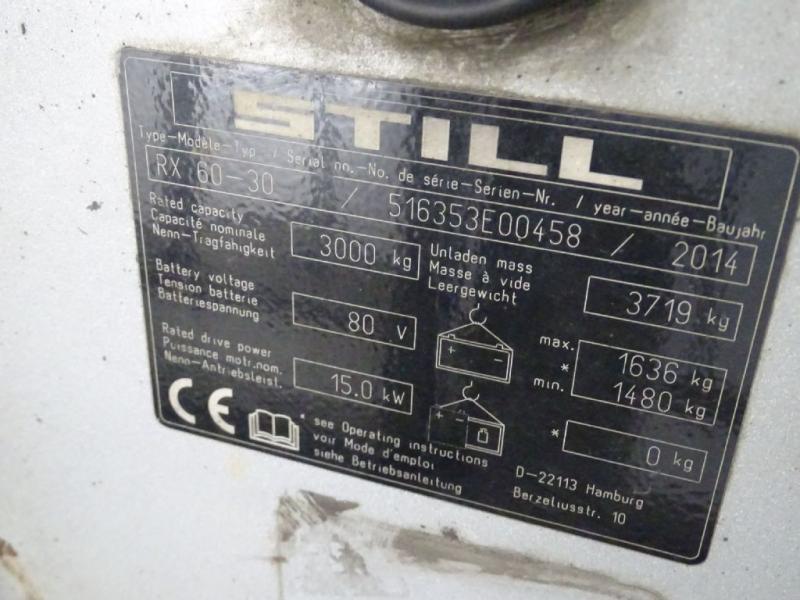 STILL
Type-Modèle-Typ / Serial no.-No. de série-Serien-Nr. / year-année-Baujahr
RX 60-30 / 516353E00458 / 2014
Rated capacity
Capacité nominale
Nenn-Tragfähigkeit
3000 kg
Unladen mass
Masse à vide
Leergewicht
3719 kg
Battery voltage
Tension batterie
Batteriespannung
80 V
+ -
max. 1636 kg
*
min. 1480 kg
Rated drive power
Puissance motr.nom.
Nenn-Antriebsleist.
15.0 kW
+ -
* 0 kg
CE
* see Operating instructions
voir Mode d'emploi
siehe Betriebsanleitung
D-22113 Hamburg
Berzeliusstr. 10